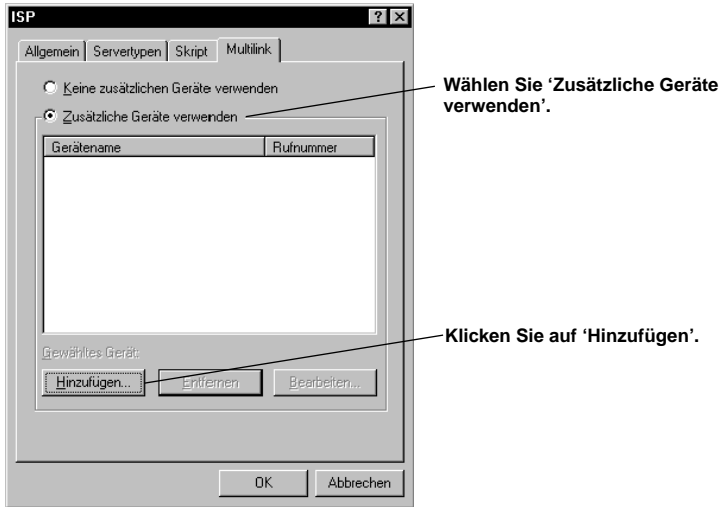 ISP
Allgemein Servertypen Skript Multilink
Keine zusätzlichen Geräte verwenden
Wählen Sie ‘Zusätzliche Geräte
verwenden’.
Zusätzliche Geräte verwenden
Gerätename Rufnummer
Klicken Sie auf ‘Hinzufügen’.
Gewähltes Gerät:
Hinzufügen... Entfernen Bearbeiten...
OK Abbrechen